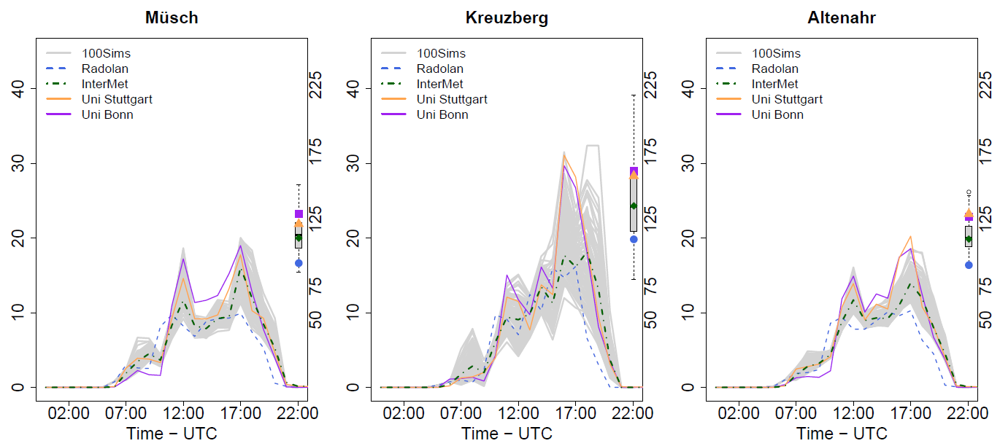 Müsch
100Sims
Radolan
InterMet
Uni Stuttgart
Uni Bonn
0 10 20 30 40
50 75 125 175 225
02:00 07:00 12:00 17:00 22:00
Time − UTC
Kreuzberg
100Sims
Radolan
InterMet
Uni Stuttgart
Uni Bonn
0 10 20 30 40
50 75 125 175 225
02:00 07:00 12:00 17:00 22:00
Time − UTC
Altenahr
100Sims
Radolan
InterMet
Uni Stuttgart
Uni Bonn
0 10 20 30 40
50 75 125 175 225
02:00 07:00 12:00 17:00 22:00
Time − UTC